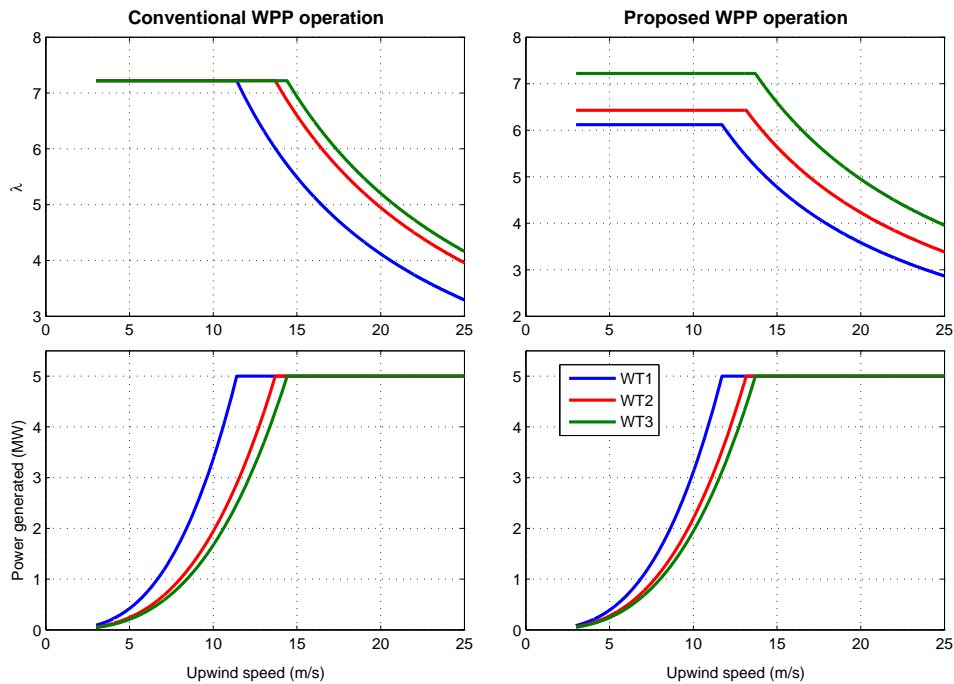 Conventional WPP operation
Proposed WPP operation
8
7
6
5
4
3
λ
0 5 10 15 20 25
8
7
6
5
4
3
2
0 5 10 15 20 25
5
4
3
2
1
0
Power generated (MW)
0 5 10 15 20 25
Upwind speed (m/s)
5
4
3
2
1
0
WT1
WT2
WT3
0 5 10 15 20 25
Upwind speed (m/s)